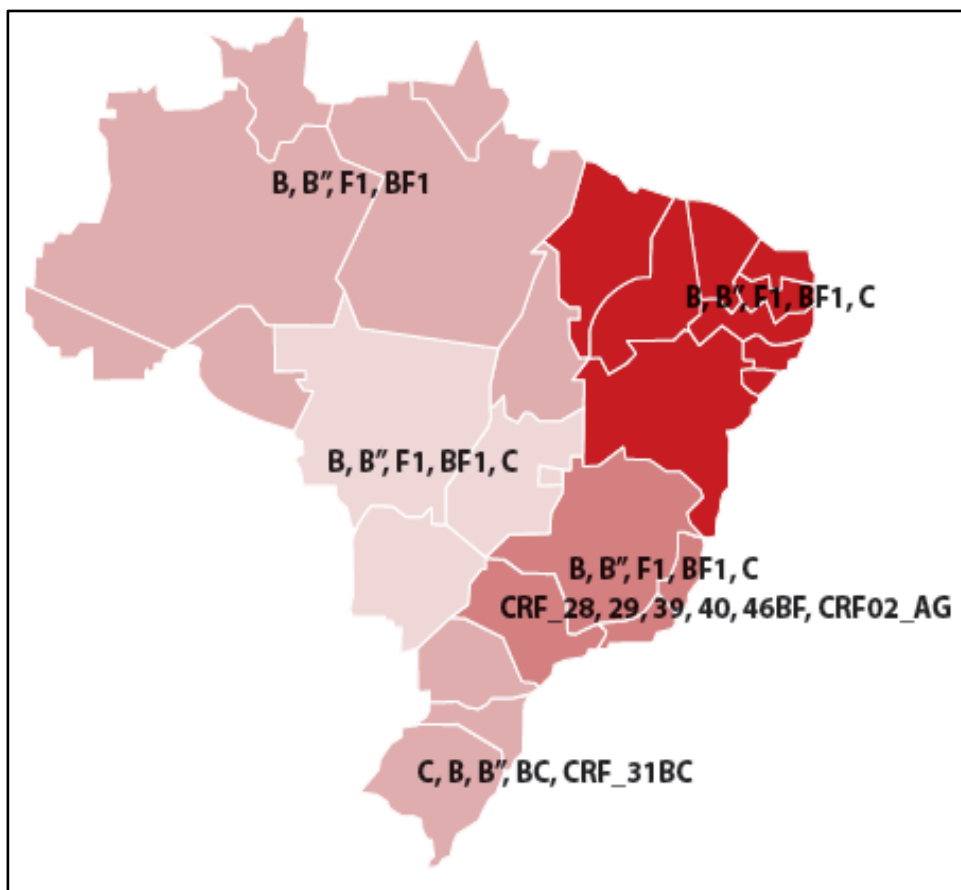 B, B”, F1, BF1
B, B”, F1, BF1, C
B, B”, F1, BF1, C
B, B”, F1, BF1, C
CRF_28, 29, 39, 40, 46BF, CRF02_AG
C, B, B”, BC, CRF_31BC